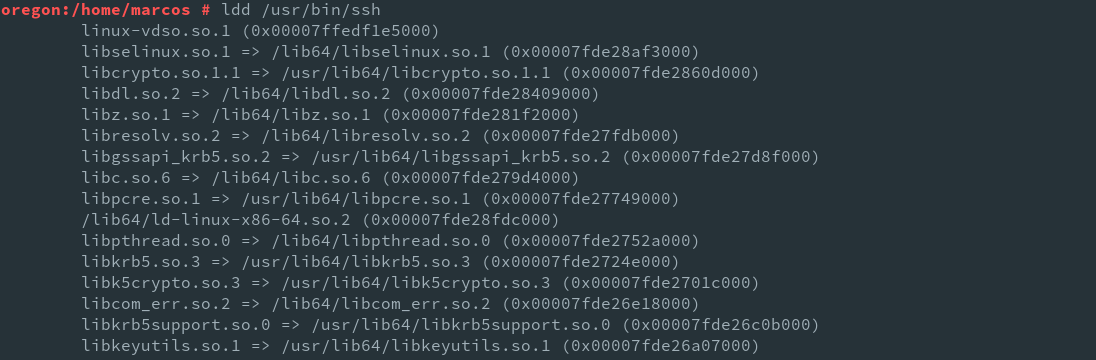 oregon:/home/marcos # ldd /usr/bin/ssh
linux-vdso.so.1 (0x00007ffedf1e5000)
libselinux.so.1 => /lib64/libselinux.so.1 (0x00007fde28af3000)
libcrypto.so.1.1 => /usr/lib64/libcrypto.so.1.1 (0x00007fde2860d000)
libdl.so.2 => /lib64/libdl.so.2 (0x00007fde28409000)
libz.so.1 => /lib64/libz.so.1 (0x00007fde281f2000)
libresolv.so.2 => /lib64/libresolv.so.2 (0x00007fde27fdb000)
libgssapi_krb5.so.2 => /usr/lib64/libgssapi_krb5.so.2 (0x00007fde27d8f000)
libc.so.6 => /lib64/libc.so.6 (0x00007fde279d4000)
libpcre.so.1 => /usr/lib64/libpcre.so.1 (0x00007fde27749000)
/lib64/ld-linux-x86-64.so.2 (0x00007fde28fdc000)
libpthread.so.0 => /lib64/libpthread.so.0 (0x00007fde2752a000)
libkrb5.so.3 => /usr/lib64/libkrb5.so.3 (0x00007fde2724e000)
libk5crypto.so.3 => /usr/lib64/libk5crypto.so.3 (0x00007fde2701c000)
libcom_err.so.2 => /lib64/libcom_err.so.2 (0x00007fde26e18000)
libkrb5support.so.0 => /usr/lib64/libkrb5support.so.0 (0x00007fde26c0b000)
libkeyutils.so.1 => /usr/lib64/libkeyutils.so.1 (0x00007fde26a07000)